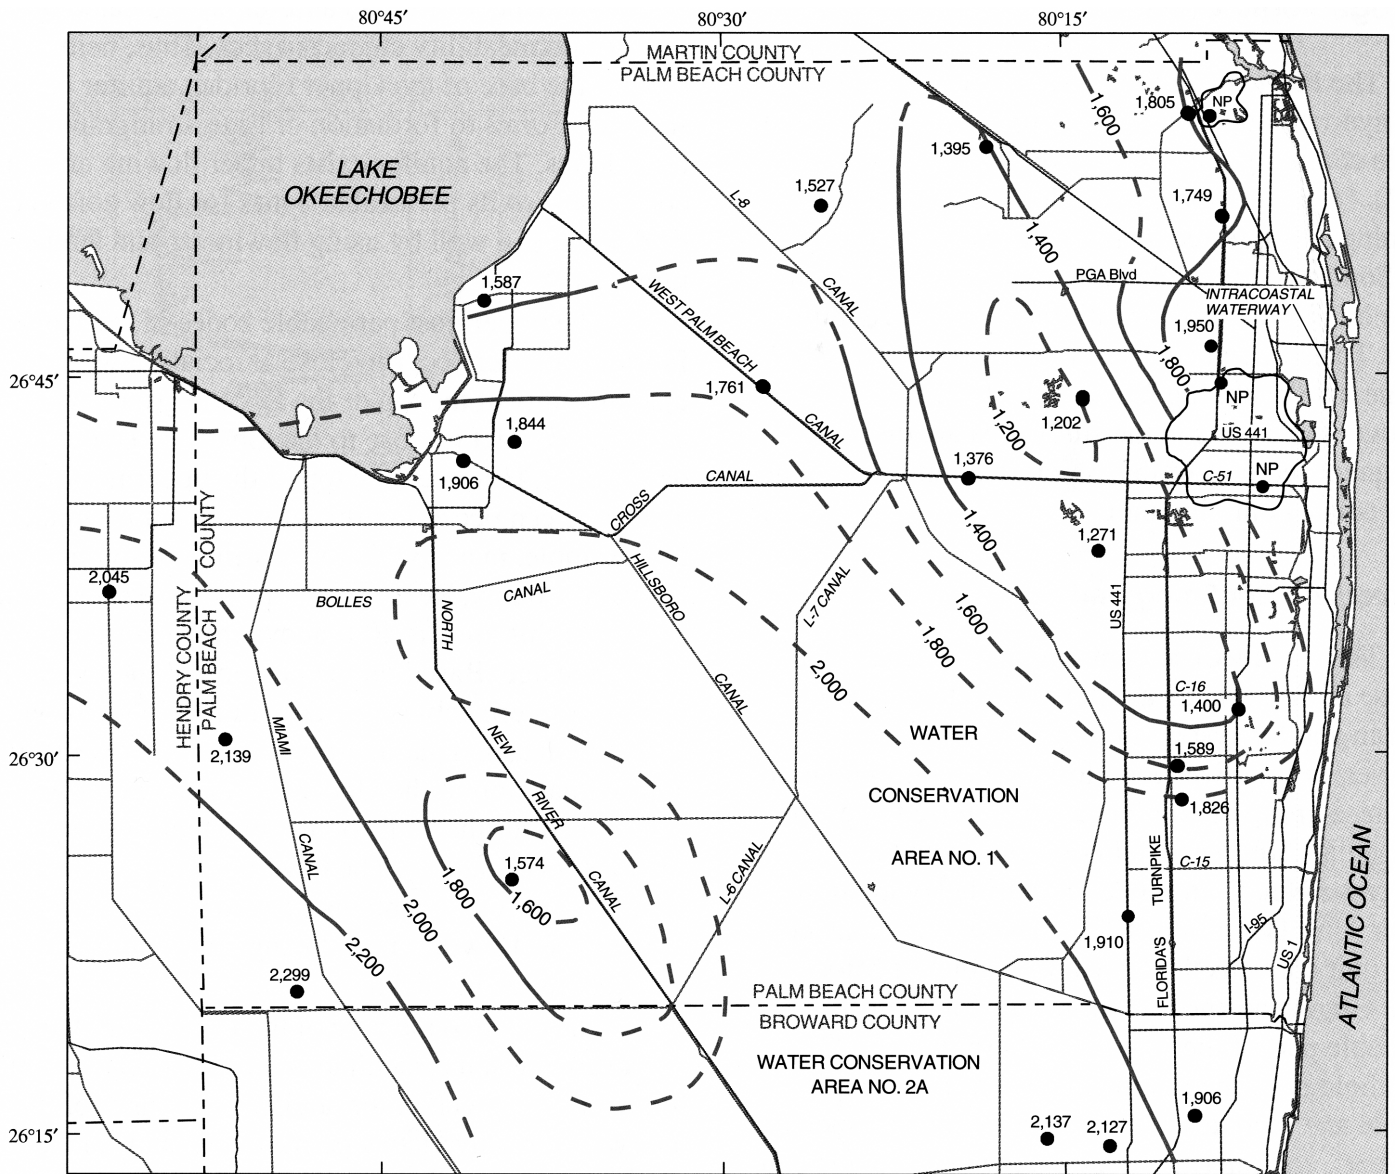 80°45′
80°30′
80°15′
MARTIN COUNTY
PALM BEACH COUNTY
LAKE
OKEECHOBEE
1,805
NP
1,600
1,395
1,527
L-8
1,749
1,400
1,587
PGA Blvd
CANAL
WEST PALM BEACH
INTRACOASTAL
WATERWAY
1,950
1,800
26°45′
1,761
NP
1,202
1,200
CANAL
US 441
1,844
1,376
NP
1,906
CANAL
C-51
CROSS
COUNTY
1,400
1,271
HILLSBORO
2,045
L-7 CANAL
BOLLES
CANAL
NORTH
1,600
1,800
US 441
HENDRY COUNTY
PALM BEACH
2,000
C-16
1,400
CANAL
MIAMI
WATER
2,139
NEW
1,589
26°30′
CONSERVATION
RIVER
1,826
AREA NO. 1
CANAL
1,574
1,600
CANAL
L-6 CANAL
1,800
C-15
TURNPIKE
ATLANTIC OCEAN
2,000
1,910
I-95
US 1
2,200
FLORIDA'S
2,299
PALM BEACH COUNTY
BROWARD COUNTY
WATER CONSERVATION
AREA NO. 2A
1,906
2,137
2,127
26°15′